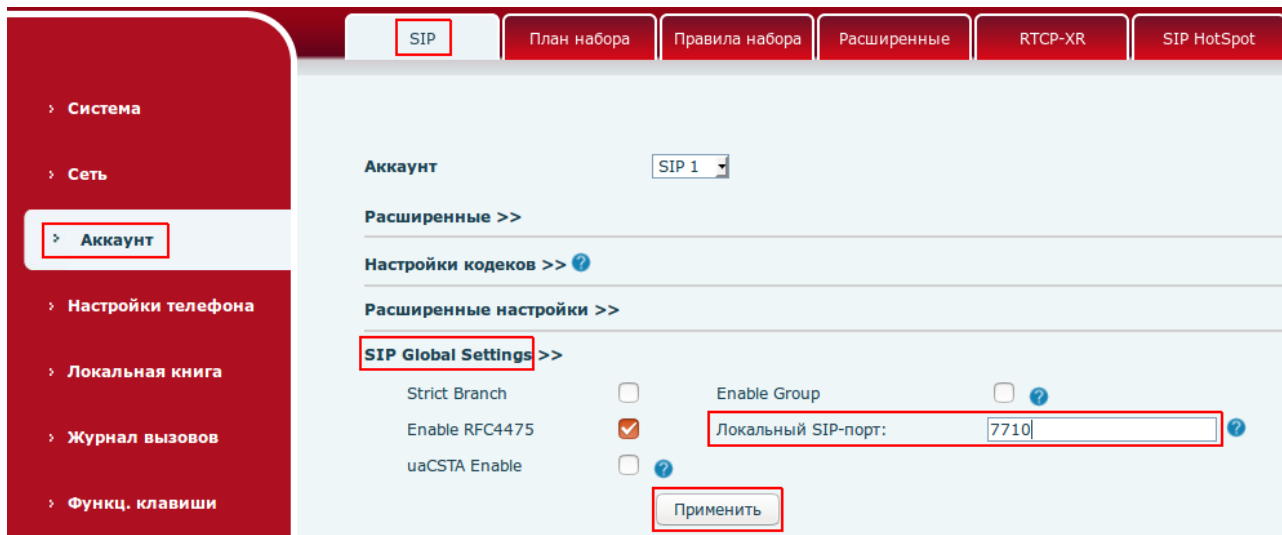 SIP
План набора
Правила набора
Расширенные
RTCP-XR
SIP HotSpot
› Система
› Сеть
› Аккаунт
› Настройки телефона
› Локальная книга
› Журнал вызовов
› Функц. клавиши
Аккаунт SIP 1
Расширенные >>
Настройки кодеков >> ?
Расширенные настройки >>
SIP Global Settings >>
Strict Branch Enable Group ?
Enable RFC4475 Локальный SIP-порт: 7710 ?
uaCSTA Enable ?
Применить